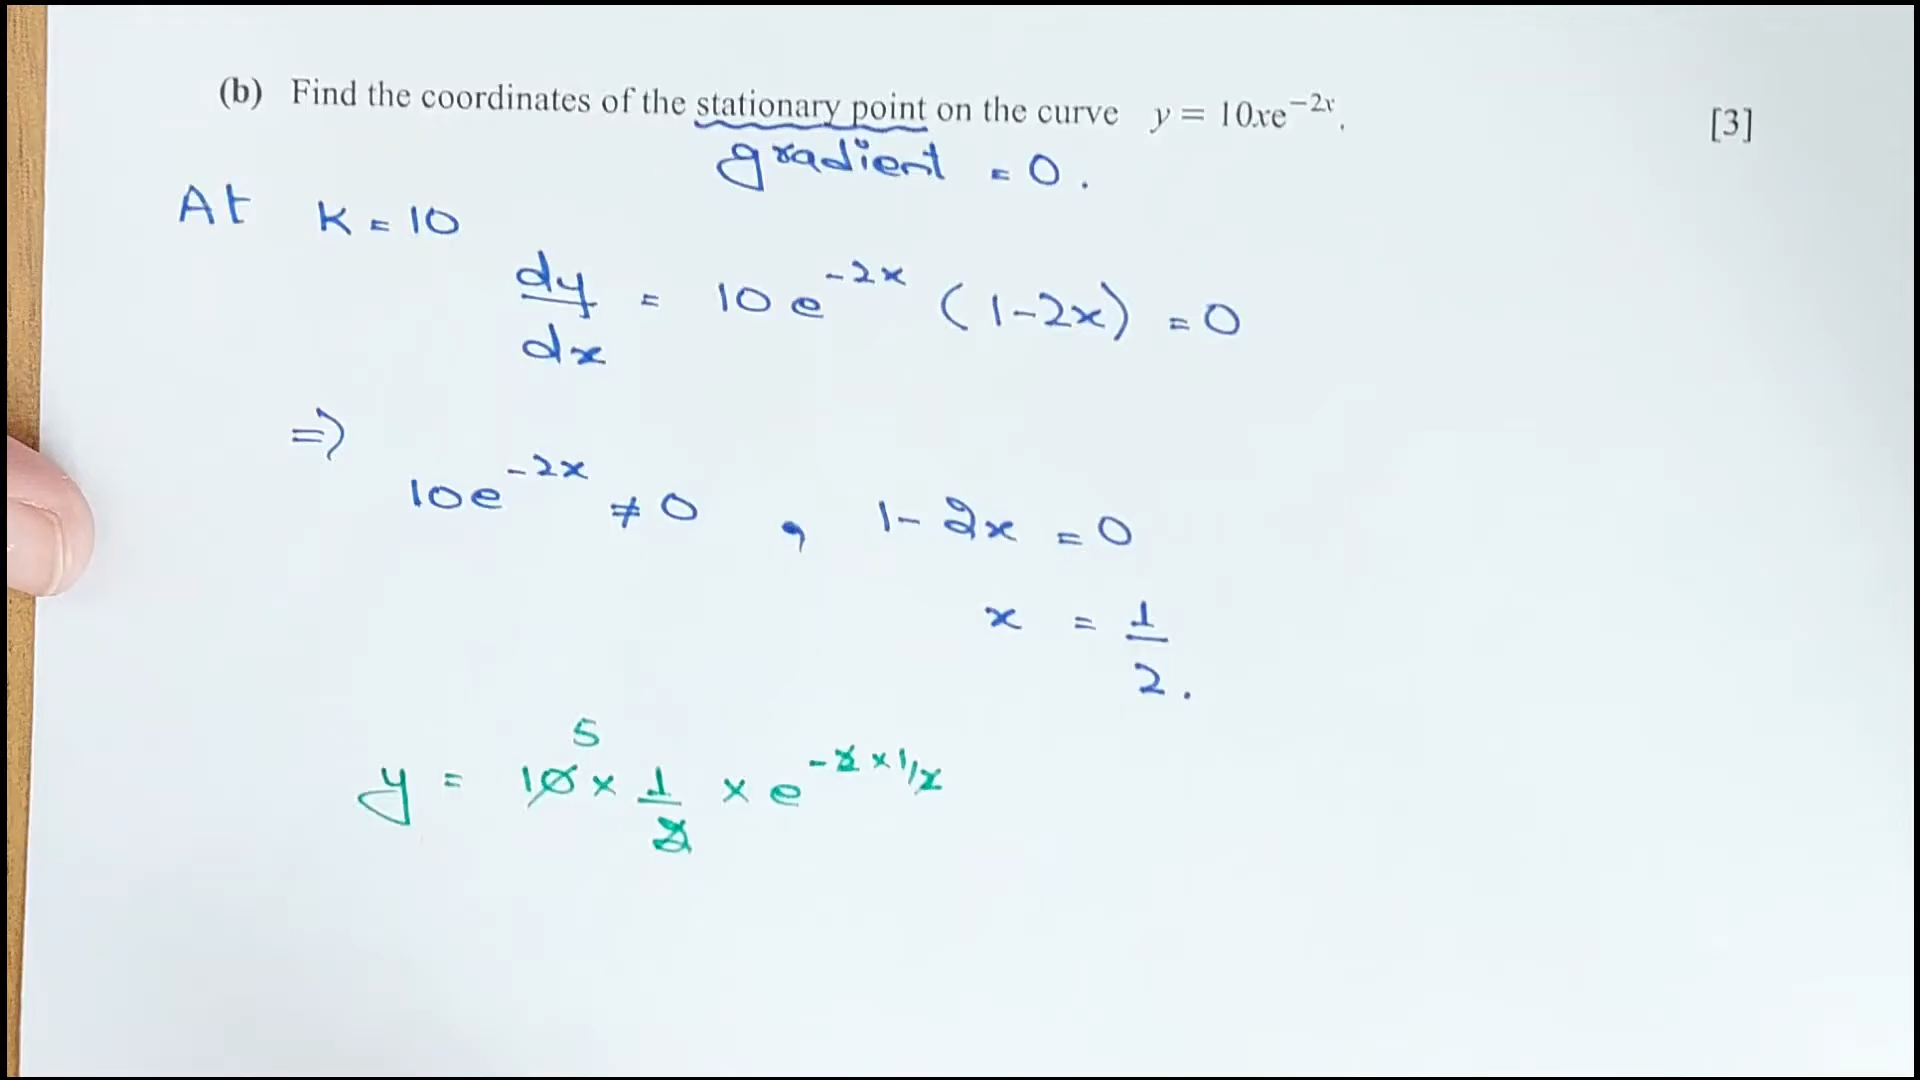 (b) Find the coordinates of the stationary point on the curve y = 10xe^{-2x}. [3]
gradient = 0.
At K = 10
dy/dx = 10e^{-2x} (1-2x) = 0
=>
10e^{-2x} ≠ 0 , 1 - 2x = 0
x = 1/2.
5
y = 10 × 1/2 × e^{-2 × 1/2}